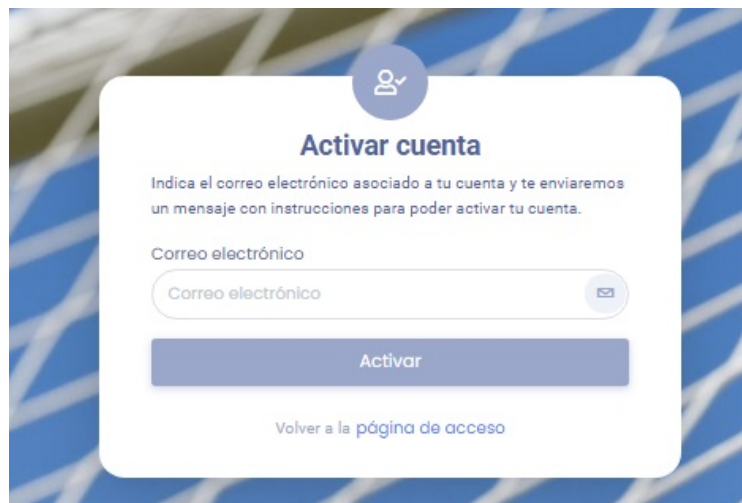 Activar cuenta
Indica el correo electrónico asociado a tu cuenta y te enviaremos
un mensaje con instrucciones para poder activar tu cuenta.
Correo electrónico
Correo electrónico
Activar
Volver a la página de acceso